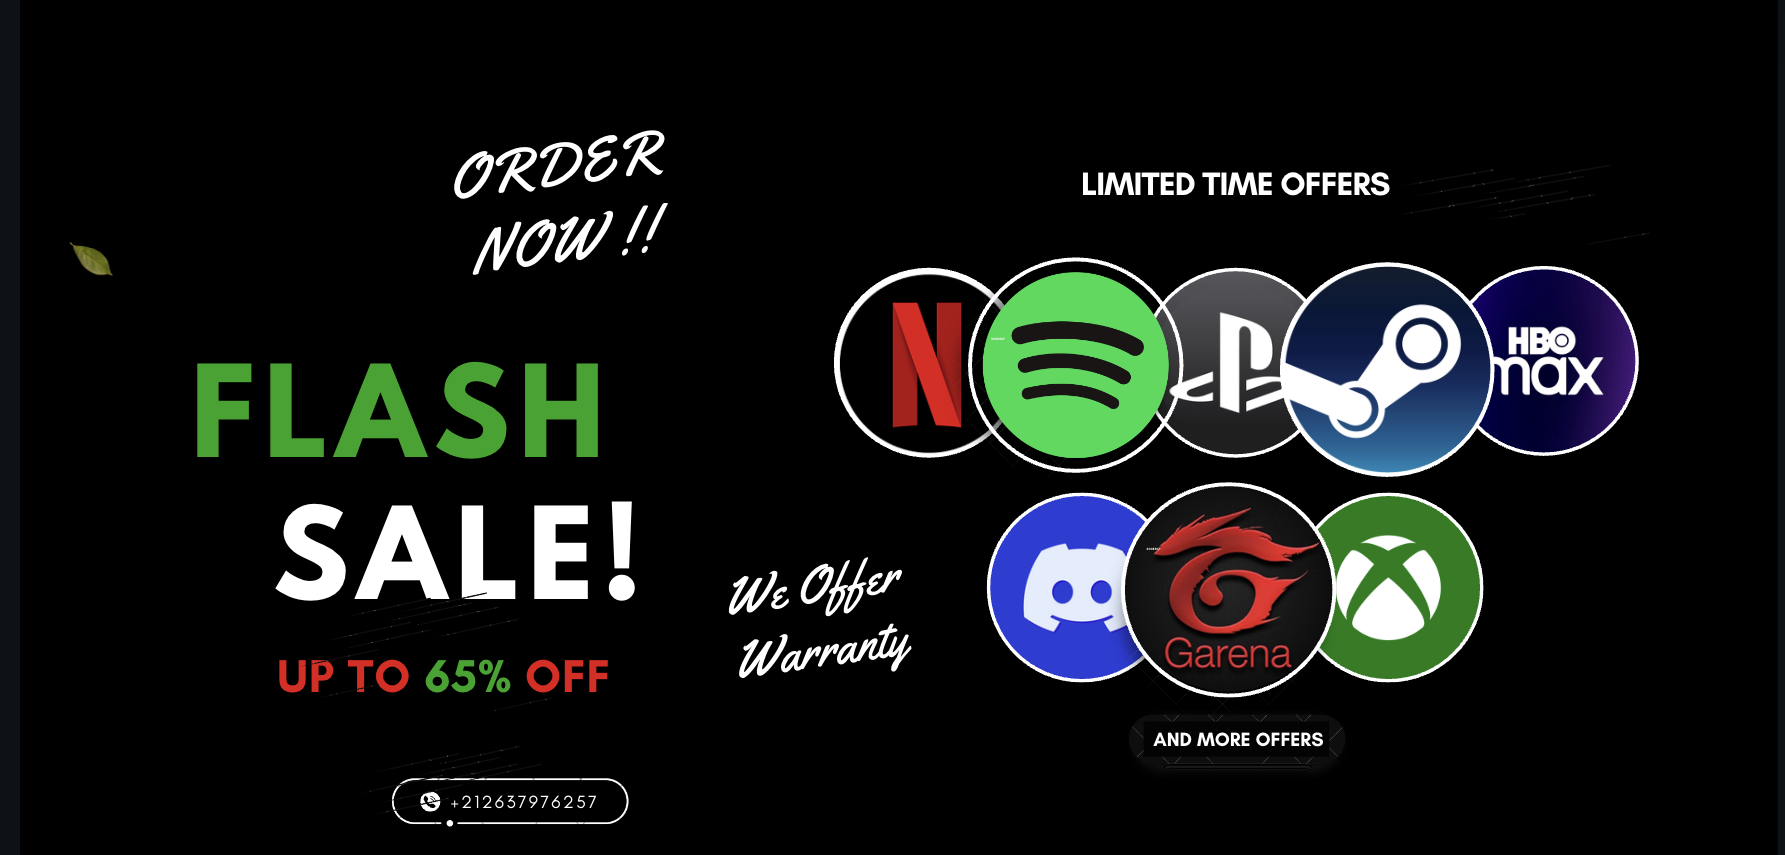 ORDER
NOW !!
FLASH
SALE!
UP TO 65% OFF
+212637976257
We Offer
Warranty
LIMITED TIME OFFERS
HBO
max
Garena
AND MORE OFFERS